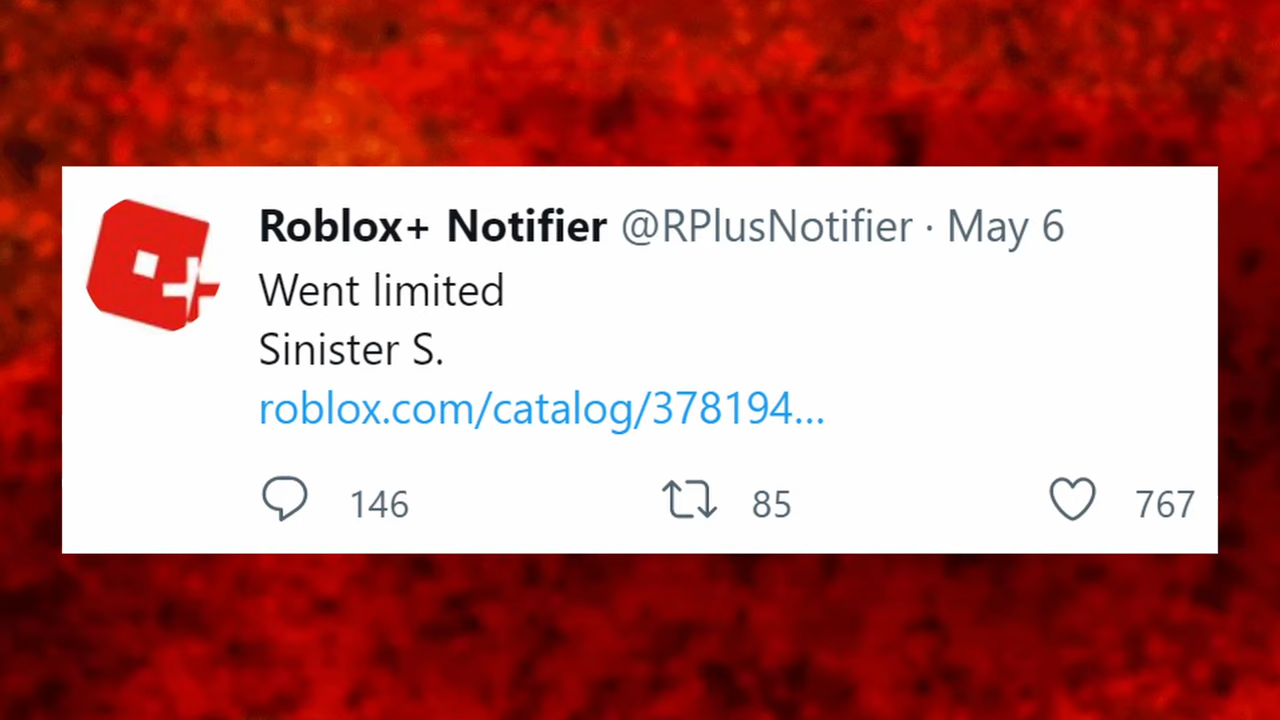 Roblox+ Notifier @RPlusNotifier · May 6
Went limited
Sinister S.
roblox.com/catalog/378194...
146 85 767